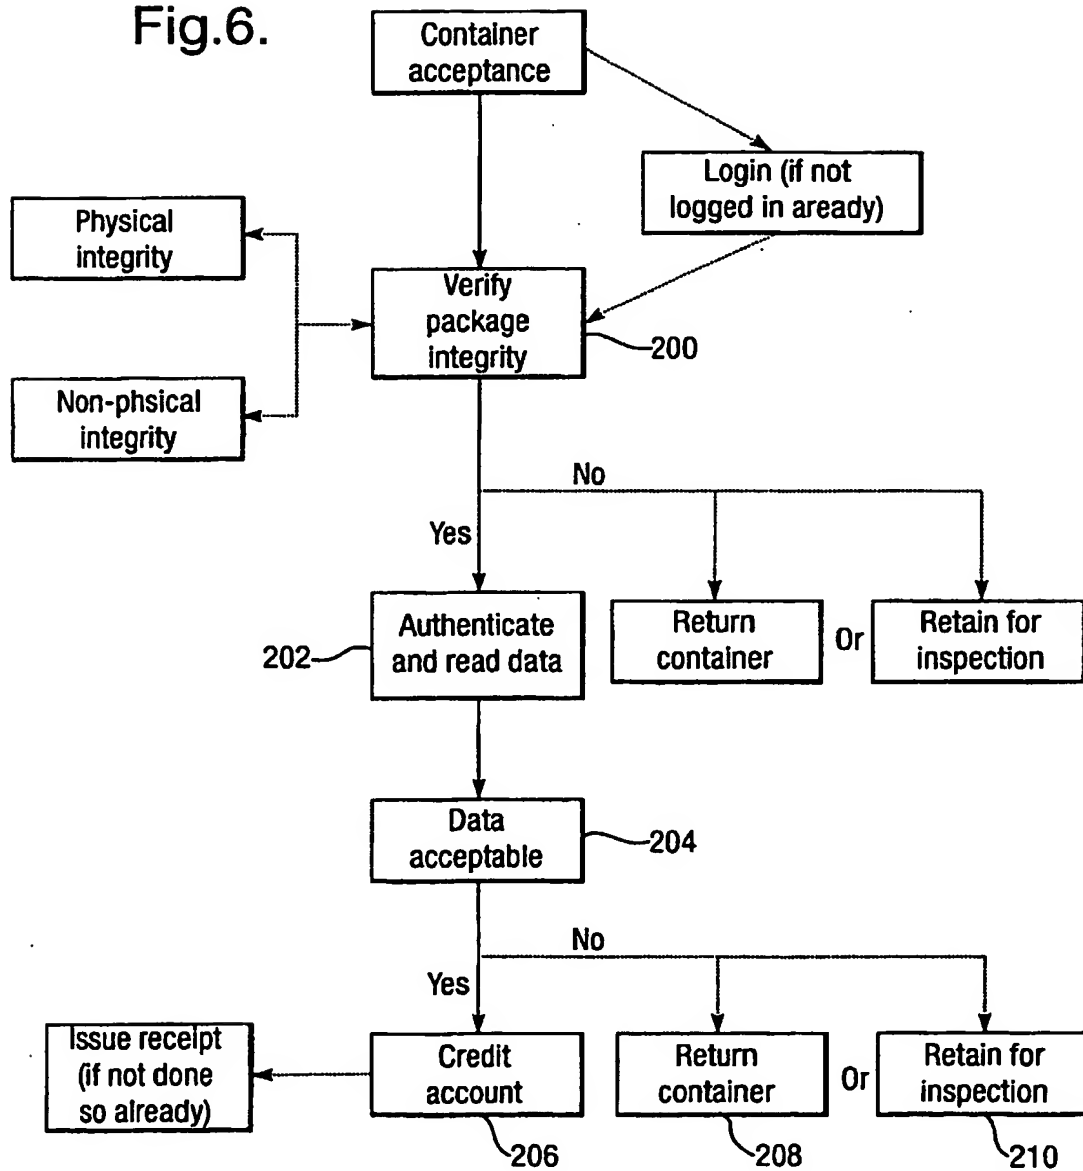 Fig.6.
Container
acceptance
Login (if not
logged in aready)
Physical
integrity
Verify
package
integrity
200
Non-phsical
integrity
No
Yes
Authenticate
and read data
202
Return
container
Or
Retain for
inspection
Data
acceptable
204
No
Yes
Issue receipt
(if not done
so already)
Credit
account
Return
container
Or
Retain for
inspection
206
208
210